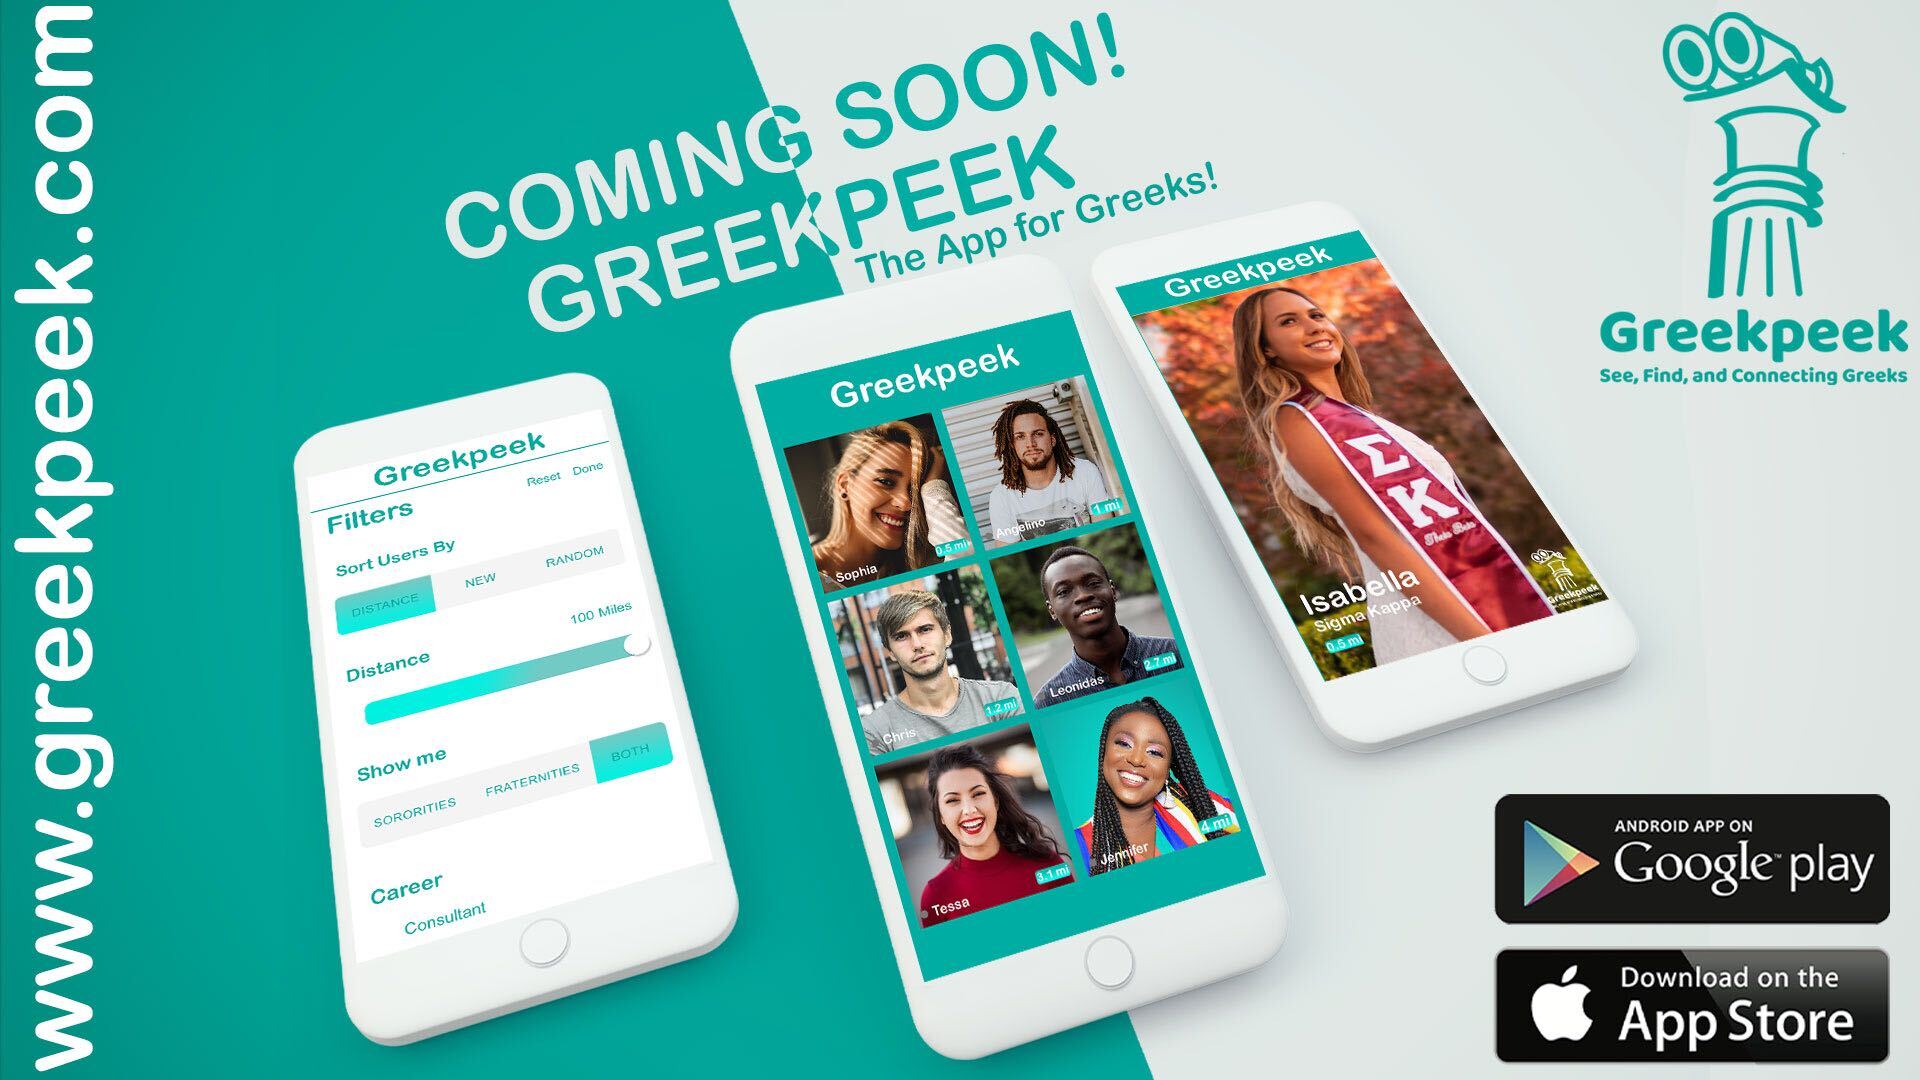 www.greekpeek.com
COMING SOON!
GREEKPEEK
The App for Greeks!
Greekpeek
See, Find, and Connecting Greeks
Greekpeek
Filters
Reset Done
Sort Users By
DISTANCE NEW RANDOM
100 Miles
Distance
Show me
SORORITIES FRATERNITIES BOTH
Career
Consultant
Greekpeek
Sophia 0.5 mi
Angelino 1 mi
Chris 1.2 mi
Leonidas 2.7 mi
Tessa 3.1 mi
Jennifer 4 mi
Greekpeek
ΣΚ
Isabella
Sigma Kappa
0.5 mi
Greekpeek
ANDROID APP ON
Google play
Download on the
App Store